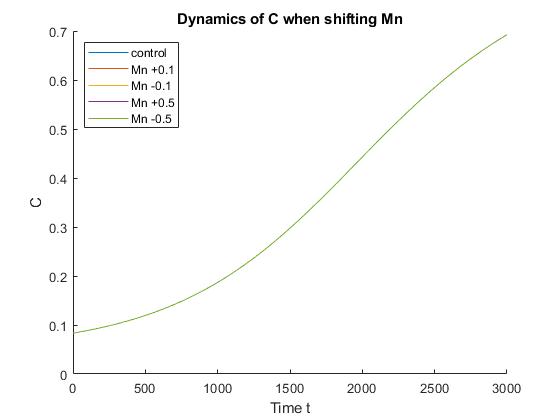 Dynamics of C when shifting Mn
0.7
0.6
0.5
0.4
0.3
0.2
0.1
0
C
control
Mn +0.1
Mn -0.1
Mn +0.5
Mn -0.5
0 500 1000 1500 2000 2500 3000
Time t